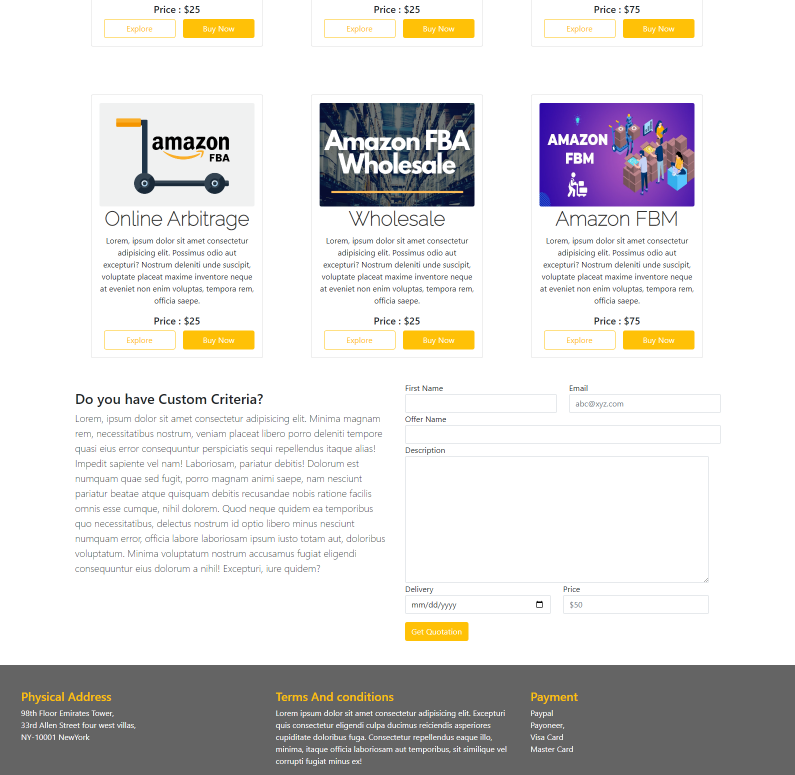 Price : $25
Price : $25
Price : $75
Explore
Buy Now
Explore
Buy Now
Explore
Buy Now
amazon
FBA
Online Arbitrage
Lorem, ipsum dolor sit amet consectetur
adipisicing elit. Possimus odio aut
excepturi? Nostrum deleniti unde suscipit,
voluptate placeat maxime inventore neque
at eveniet non enim voluptas, tempora rem,
officia saepe.
Price : $25
Explore
Buy Now
Amazon FBA
Wholesale
Wholesale
Lorem, ipsum dolor sit amet consectetur
adipisicing elit. Possimus odio aut
excepturi? Nostrum deleniti unde suscipit,
voluptate placeat maxime inventore neque
at eveniet non enim voluptas, tempora rem,
officia saepe.
Price : $25
Explore
Buy Now
AMAZON
FBM
Amazon FBM
Lorem, ipsum dolor sit amet consectetur
adipisicing elit. Possimus odio aut
excepturi? Nostrum deleniti unde suscipit,
voluptate placeat maxime inventore neque
at eveniet non enim voluptas, tempora rem,
officia saepe.
Price : $75
Explore
Buy Now
Do you have Custom Criteria?
Lorem, ipsum dolor sit amet consectetur adipisicing elit. Minima magnam
rem, necessitatibus nostrum, veniam placeat libero porro deleniti tempore
quasi eius error consequuntur perspiciatis sequi repellendus itaque alias!
Impedit sapiente vel nam! Laboriosam, pariatur debitis! Dolorum est
numquam quae sed fugit, porro magnam animi saepe, nam nesciunt
pariatur beatae atque quisquam debitis recusandae nobis ratione facilis
omnis esse cumque, nihil dolorem. Quod neque quidem ea temporibus
quo necessitatibus, delectus nostrum id optio libero minus nesciunt
numquam error, officia labore laboriosam ipsum iusto totam aut, doloribus
voluptatum. Minima voluptatum nostrum accusamus fugiat eligendi
consequuntur eius dolorum a nihil! Excepturi, iure quidem?
First Name
Email
abc@xyz.com
Offer Name
Description
Delivery
Price
mm/dd/yyyy
$50
Get Quotation
Physical Address
98th Floor Emirates Tower,
33rd Allen Street four west villas,
NY-10001 NewYork
Terms And conditions
Lorem ipsum dolor sit amet consectetur adipisicing elit. Excepturi
quis consectetur eligendi culpa ducimus reiciendis asperiores
cupiditate doloribus fuga. Consectetur repellendus eaque illo,
minima, itaque officia laboriosam aut temporibus, sit similique vel
corrupti fugiat minus ex!
Payment
Paypal
Payoneer,
Visa Card
Master Card